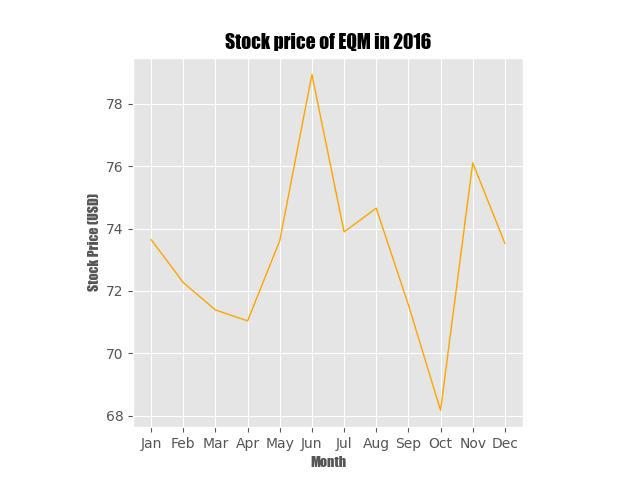 Stock price of EQM in 2016
Stock Price (USD)
78
76
74
72
70
68
Jan Feb Mar Apr May Jun Jul Aug Sep Oct Nov Dec
Month